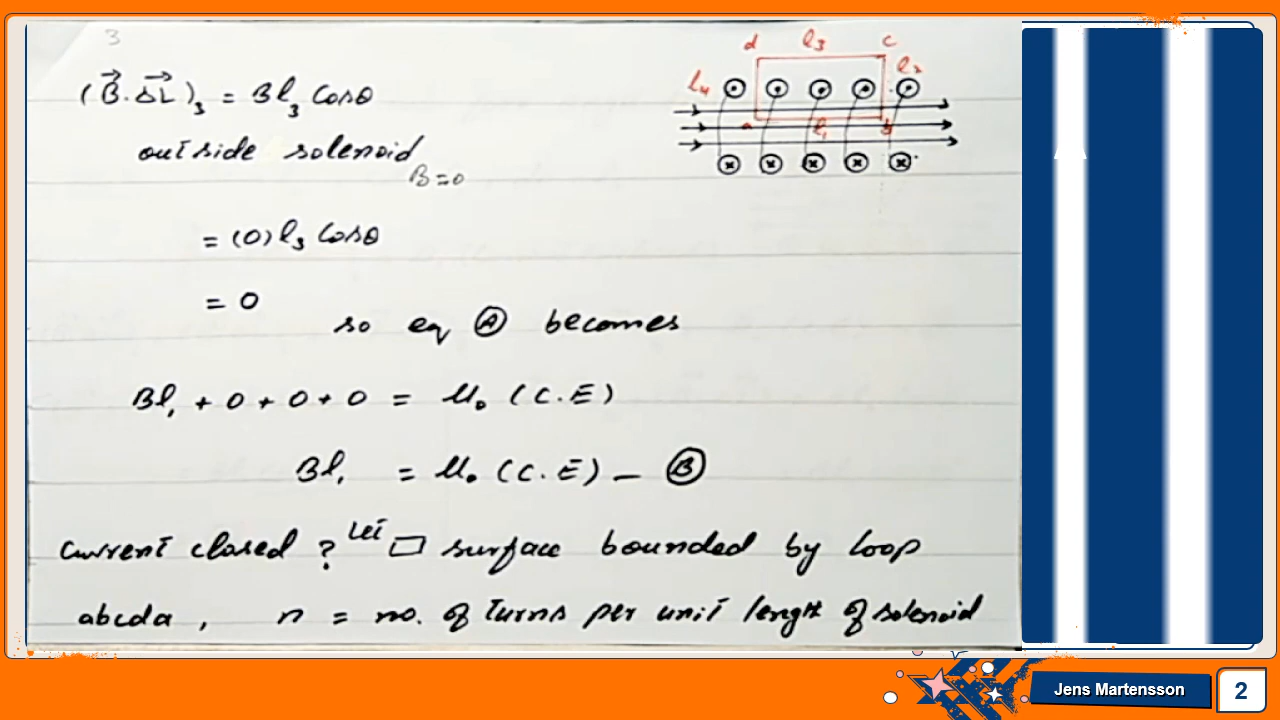 3
(B⃗.ΔL⃗)₃ = Bl₃ Cosθ
outside solenoid
B=0
= (0) l₃ Cosθ
= 0
so eq Ⓐ becomes
Bl₁ + 0 + 0 + 0 = μ₀ (C.E)
Bl₁ = μ₀ (C.E) — Ⓑ
Current closed ? Let ▭ surface bounded by loop
abcda , n = no. of turns per unit length of solenoid
d l₃ c
l₄ l₂
a l₁ b
Jens Martensson
2